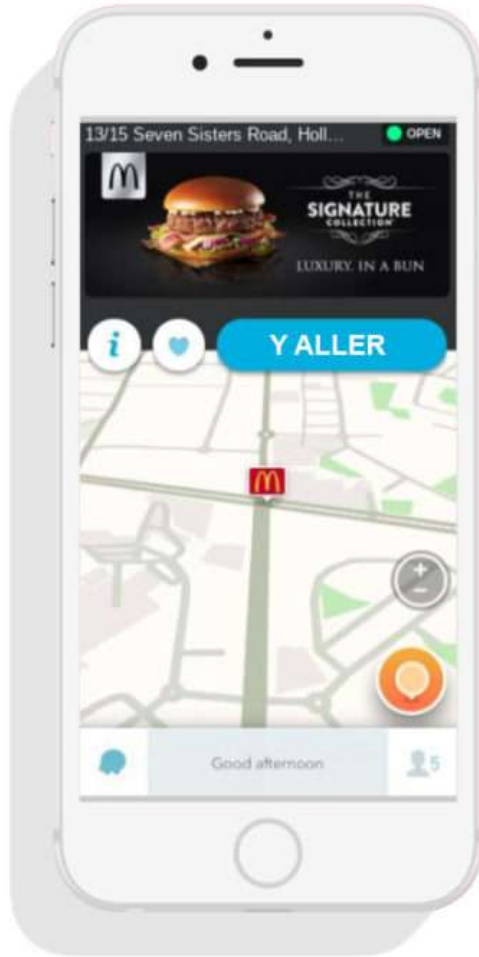 13/15 Seven Sisters Road, Holl...
OPEN
THE
SIGNATURE
COLLECTION
LUXURY. IN A BUN
i
Y ALLER
+
−
Good afternoon
5